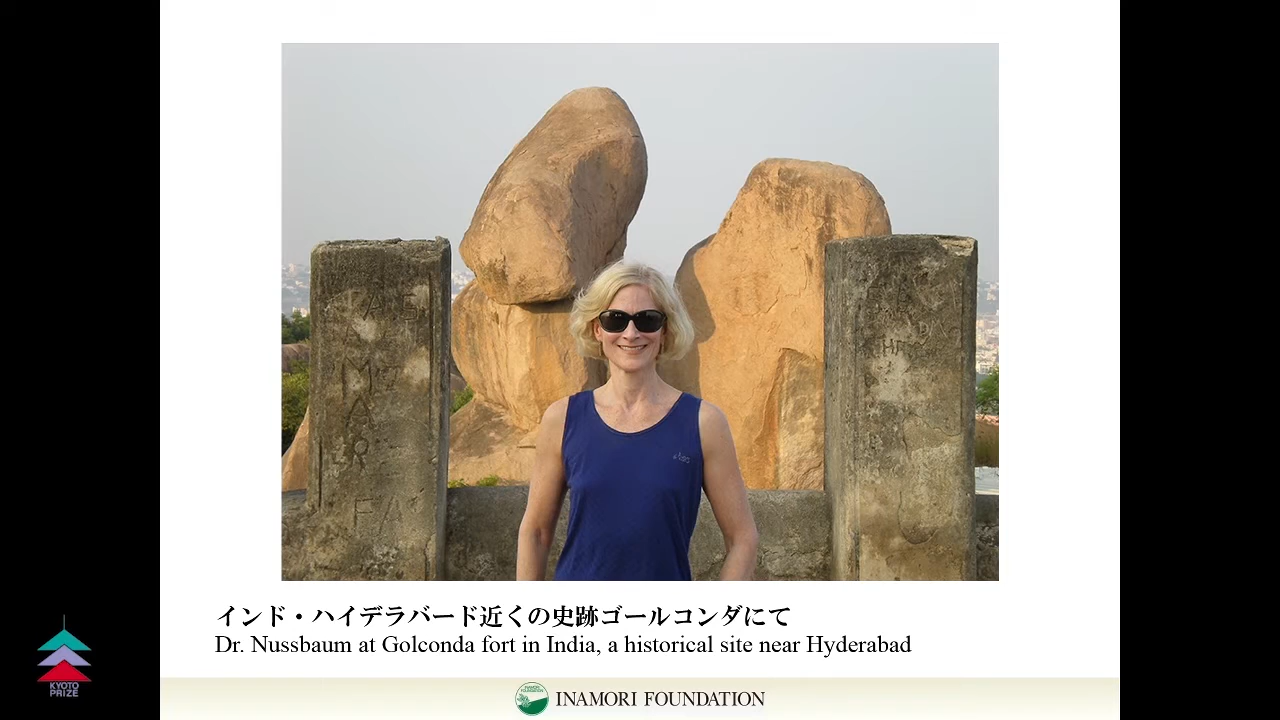 インド・ハイデラバード近くの史跡ゴールコンダにて
Dr. Nussbaum at Golconda fort in India, a historical site near Hyderabad
KYOTO
PRIZE
INAMORI
FOUNDATION
INAMORI FOUNDATION